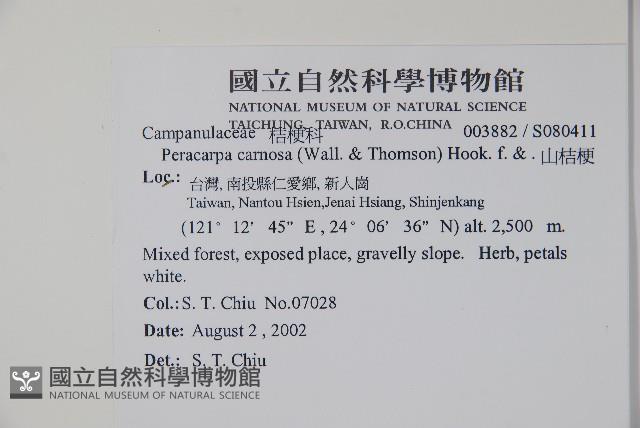 國立自然科學博物館
NATIONAL MUSEUM OF NATURAL SCIENCE
TAICHUNG, TAIWAN, R.O.CHINA
Campanulaceae 桔梗科 003882 / S080411
Peracarpa carnosa (Wall. & Thomson) Hook. f. & . 山桔梗
Loc.: 台灣, 南投縣仁愛鄉, 新人崗
Taiwan, Nantou Hsien,Jenai Hsiang, Shinjenkang
(121° 12' 45” E , 24° 06' 36” N) alt. 2,500 m.
Mixed forest, exposed place, gravelly slope. Herb, petals
white.
Col.: S. T. Chiu No.07028
Date: August 2 , 2002
Det.: S. T. Chiu
國立自然科學博物館
NATIONAL MUSEUM OF NATURAL SCIENCE